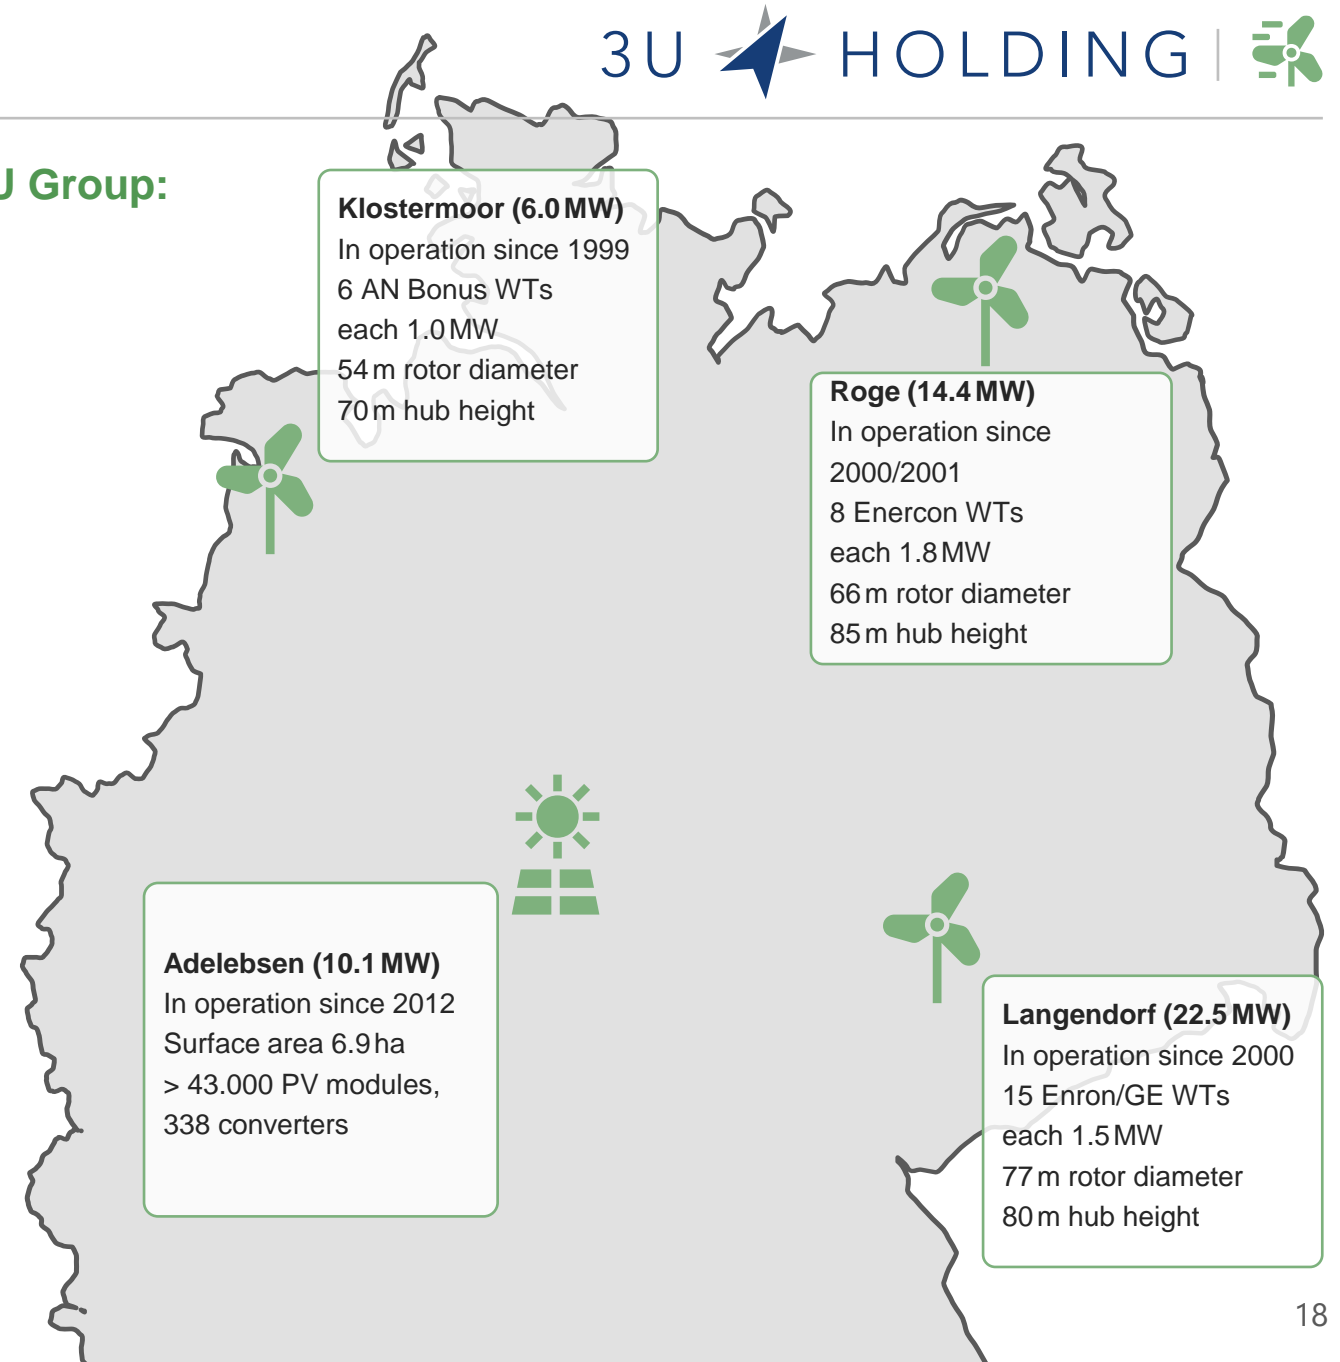 3U HOLDING
U Group:
Klostermoor (6.0 MW)
In operation since 1999
6 AN Bonus WTs
each 1.0 MW
54 m rotor diameter
70 m hub height
Roge (14.4 MW)
In operation since
2000/2001
8 Enercon WTs
each 1.8 MW
66 m rotor diameter
85 m hub height
Adelebsen (10.1 MW)
In operation since 2012
Surface area 6.9 ha
> 43.000 PV modules,
338 converters
Langendorf (22.5 MW)
In operation since 2000
15 Enron/GE WTs
each 1.5 MW
77 m rotor diameter
80 m hub height
18